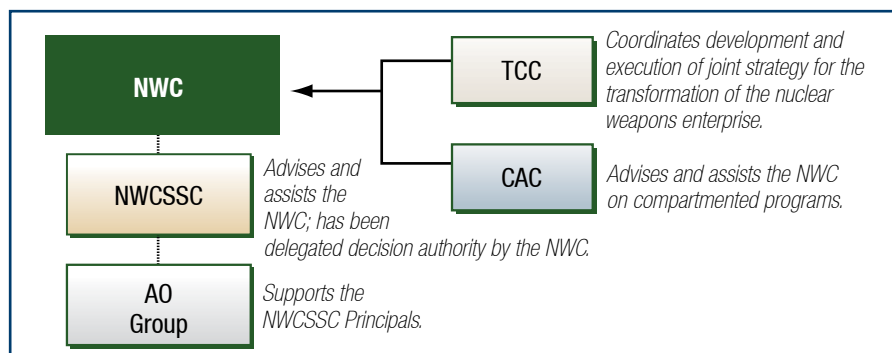 NWC
TCC
Coordinates development and
execution of joint strategy for the
transformation of the nuclear
weapons enterprise.
CAC
Advises and assists the NWC
on compartmented programs.
NWCSSC
Advises and
assists the
NWC; has been
delegated decision authority by the NWC.
AO
Group
Supports the
NWCSSC Principals.